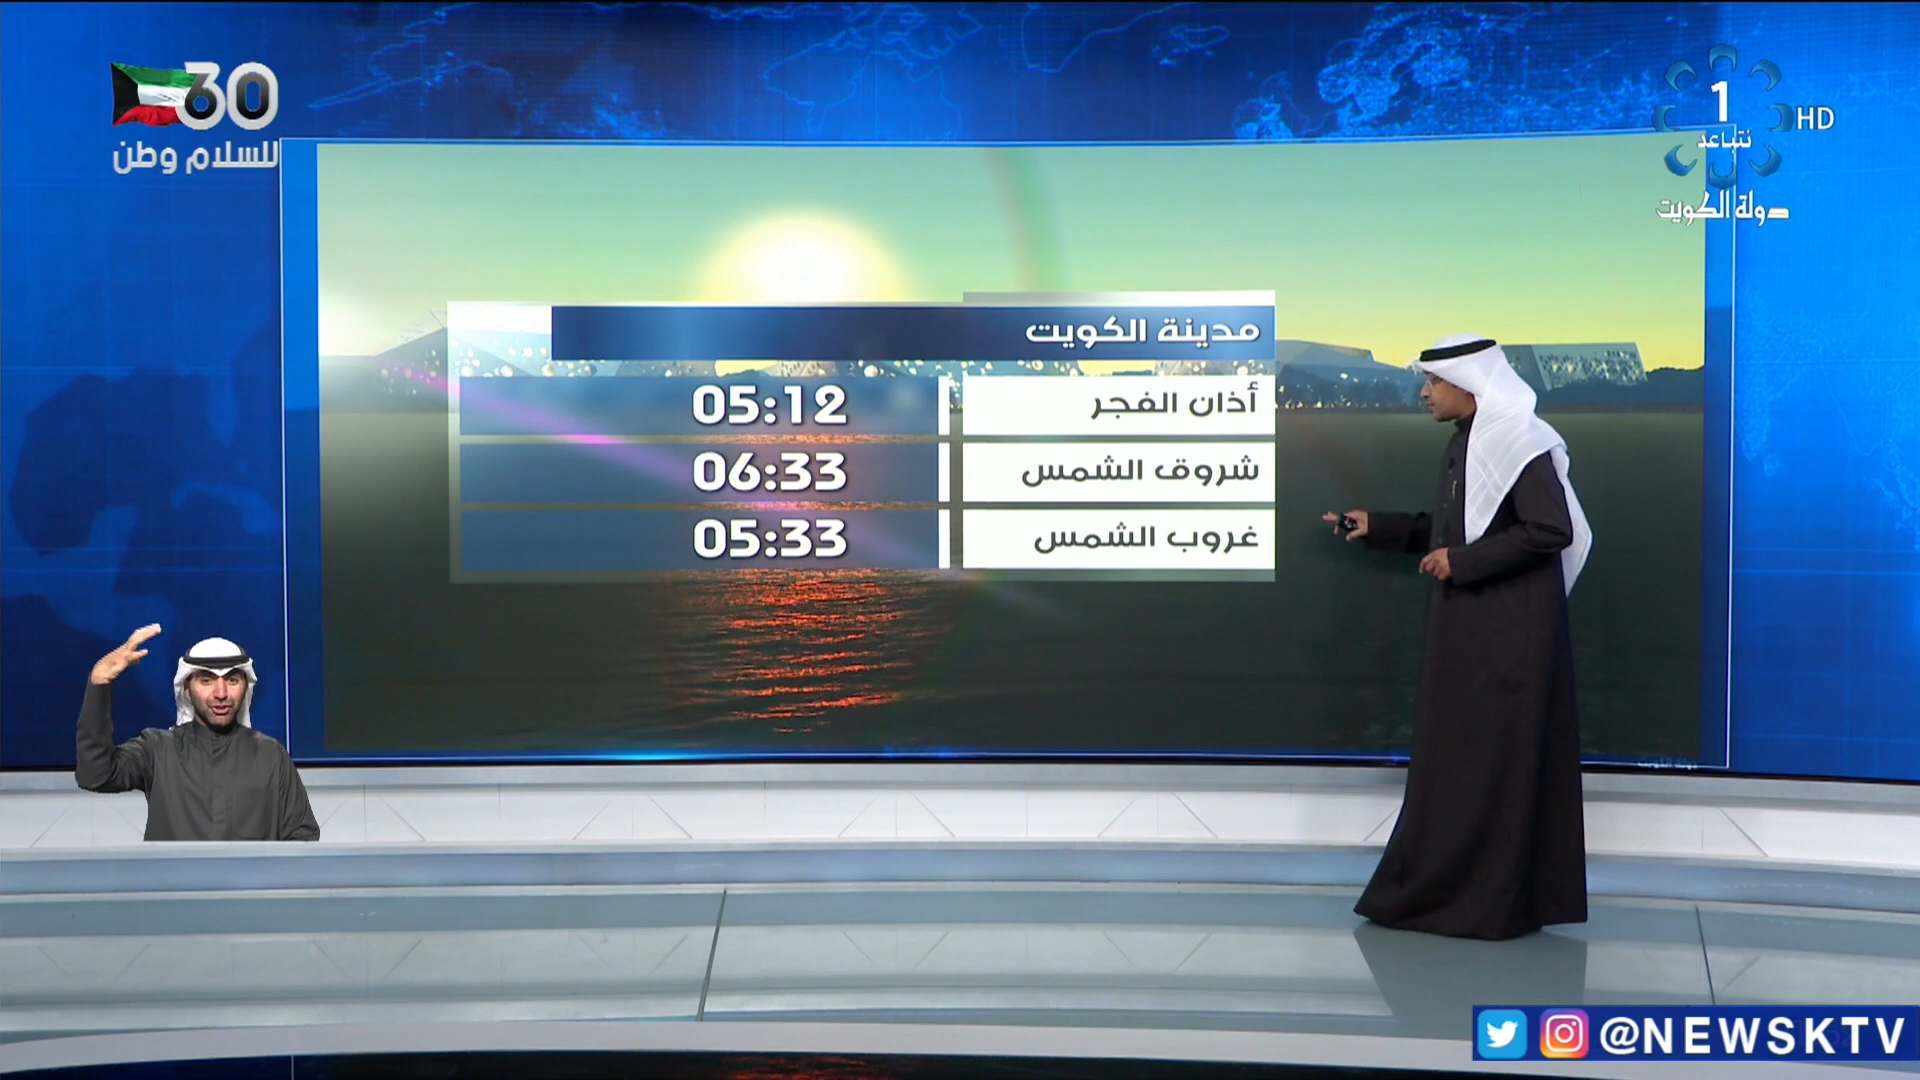 30
للسلام وطن
1
نتباعد
HD
دولة الكويت
مدينة الكويت
أذان الفجر 05:12
شروق الشمس 06:33
غروب الشمس 05:33
@NEWSKTV